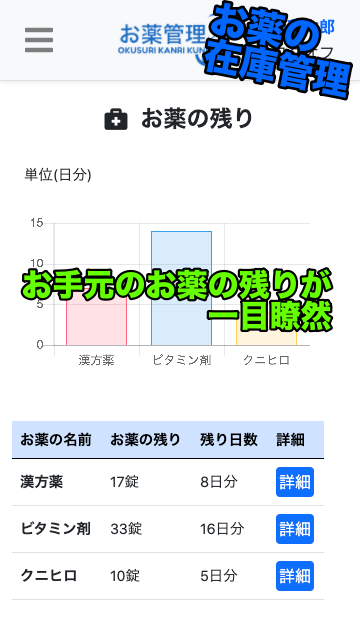 お薬管理
OKUSURI KANRI KUN
郎
オフ
お薬の
在庫管理
お薬の残り
単位(日分)
15
10
5
0
お手元のお薬の残りが
一目瞭然
漢方薬 ビタミン剤 クニヒロ
お薬の名前 お薬の残り 残り日数 詳細
漢方薬 17錠 8日分 詳細
ビタミン剤 33錠 16日分 詳細
クニヒロ 10錠 5日分 詳細